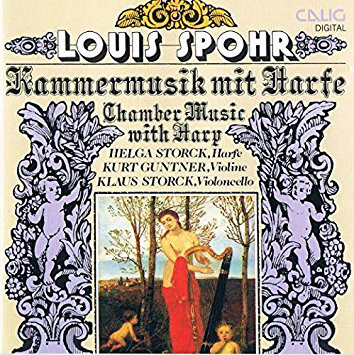 CALIG
DIGITAL
LOUIS SPOHR
Kammermusik mit Harfe
Chamber Music
with Harp
HELGA STORCK, Harfe
KURT GUNTNER, Violine
KLAUS STORCK, Violoncello